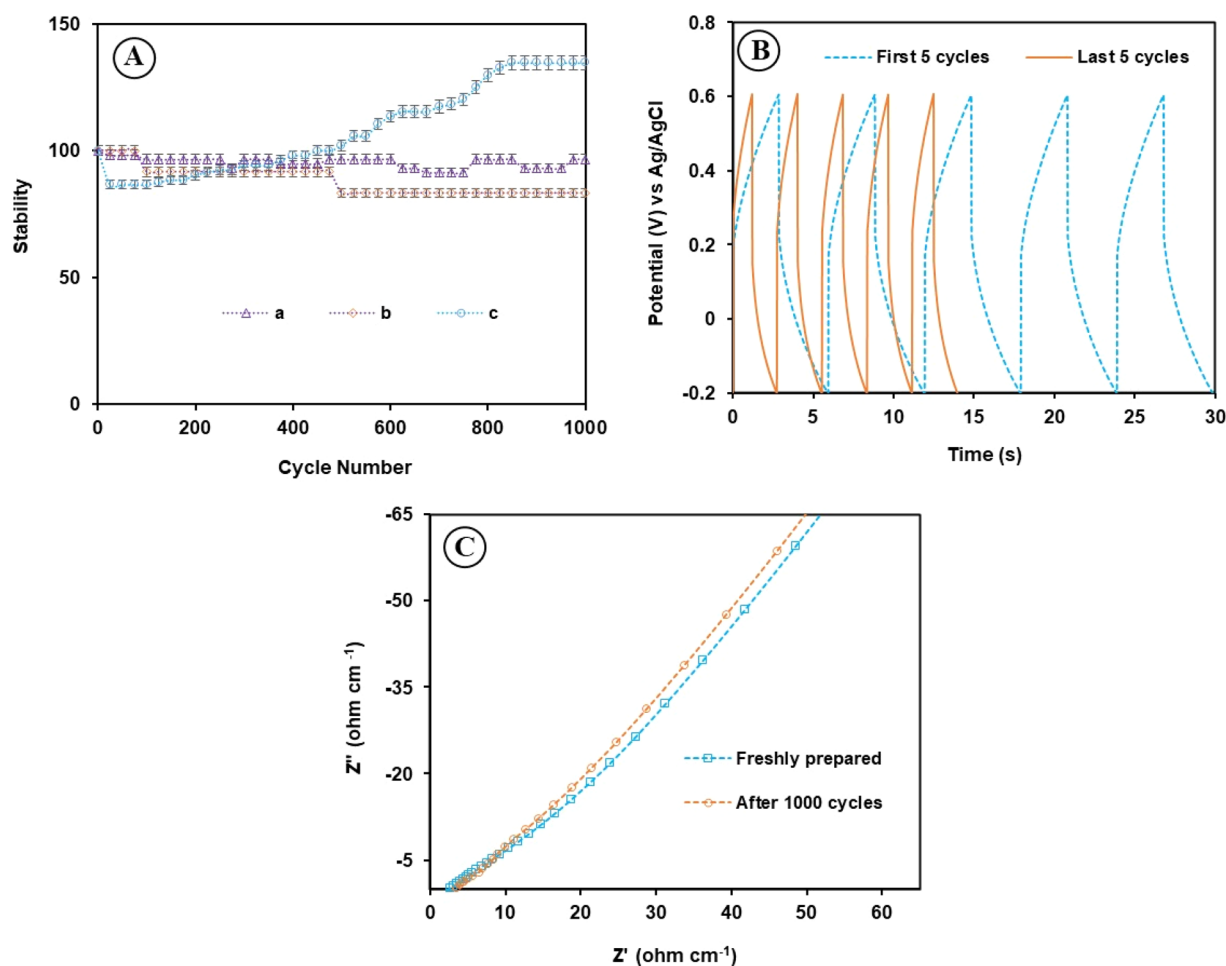 A
150
100
50
0
Stability
0
200
400
600
800
1000
Cycle Number
a
b
c
B
First 5 cycles
Last 5 cycles
0.8
0.6
0.4
0.2
0
-0.2
Potential (V) vs Ag/AgCl
0
5
10
15
20
25
30
Time (s)
C
-65
-50
-35
-20
-5
Z'' (ohm cm -1)
Freshly prepared
After 1000 cycles
0
10
20
30
40
50
60
Z' (ohm cm-1)